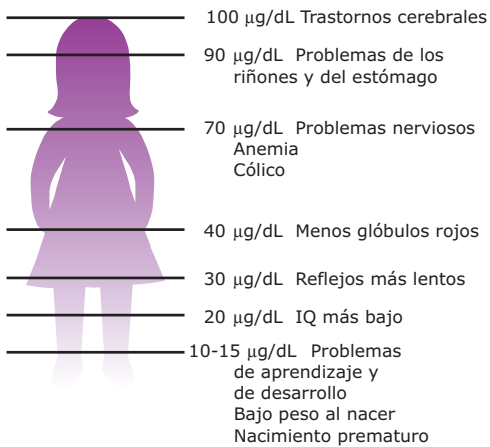 100 μg/dL Trastornos cerebrales
90 μg/dL Problemas de los
riñones y del estómago
70 μg/dL Problemas nerviosos
Anemia
Cólico
40 μg/dL Menos glóbulos rojos
30 μg/dL Reflejos más lentos
20 μg/dL IQ más bajo
10-15 μg/dL Problemas
de aprendizaje y
de desarrollo
Bajo peso al nacer
Nacimiento prematuro